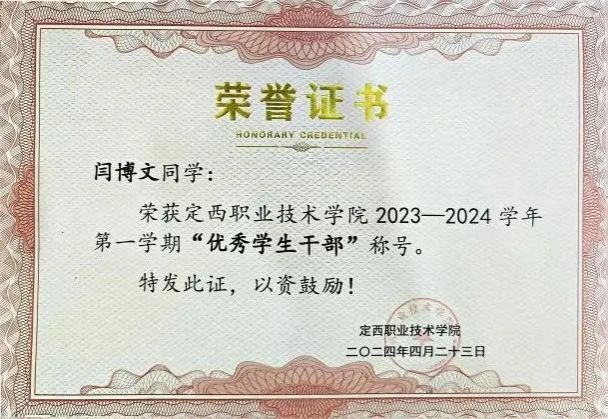 荣誉证书
HONORARY CREDENTIAL
闫博文同学：
荣获定西职业技术学院 2023—2024 学年
第一学期“优秀学生干部”称号。
特发此证，以资鼓励！
定西职业技术学院
二〇二四年四月二十三日